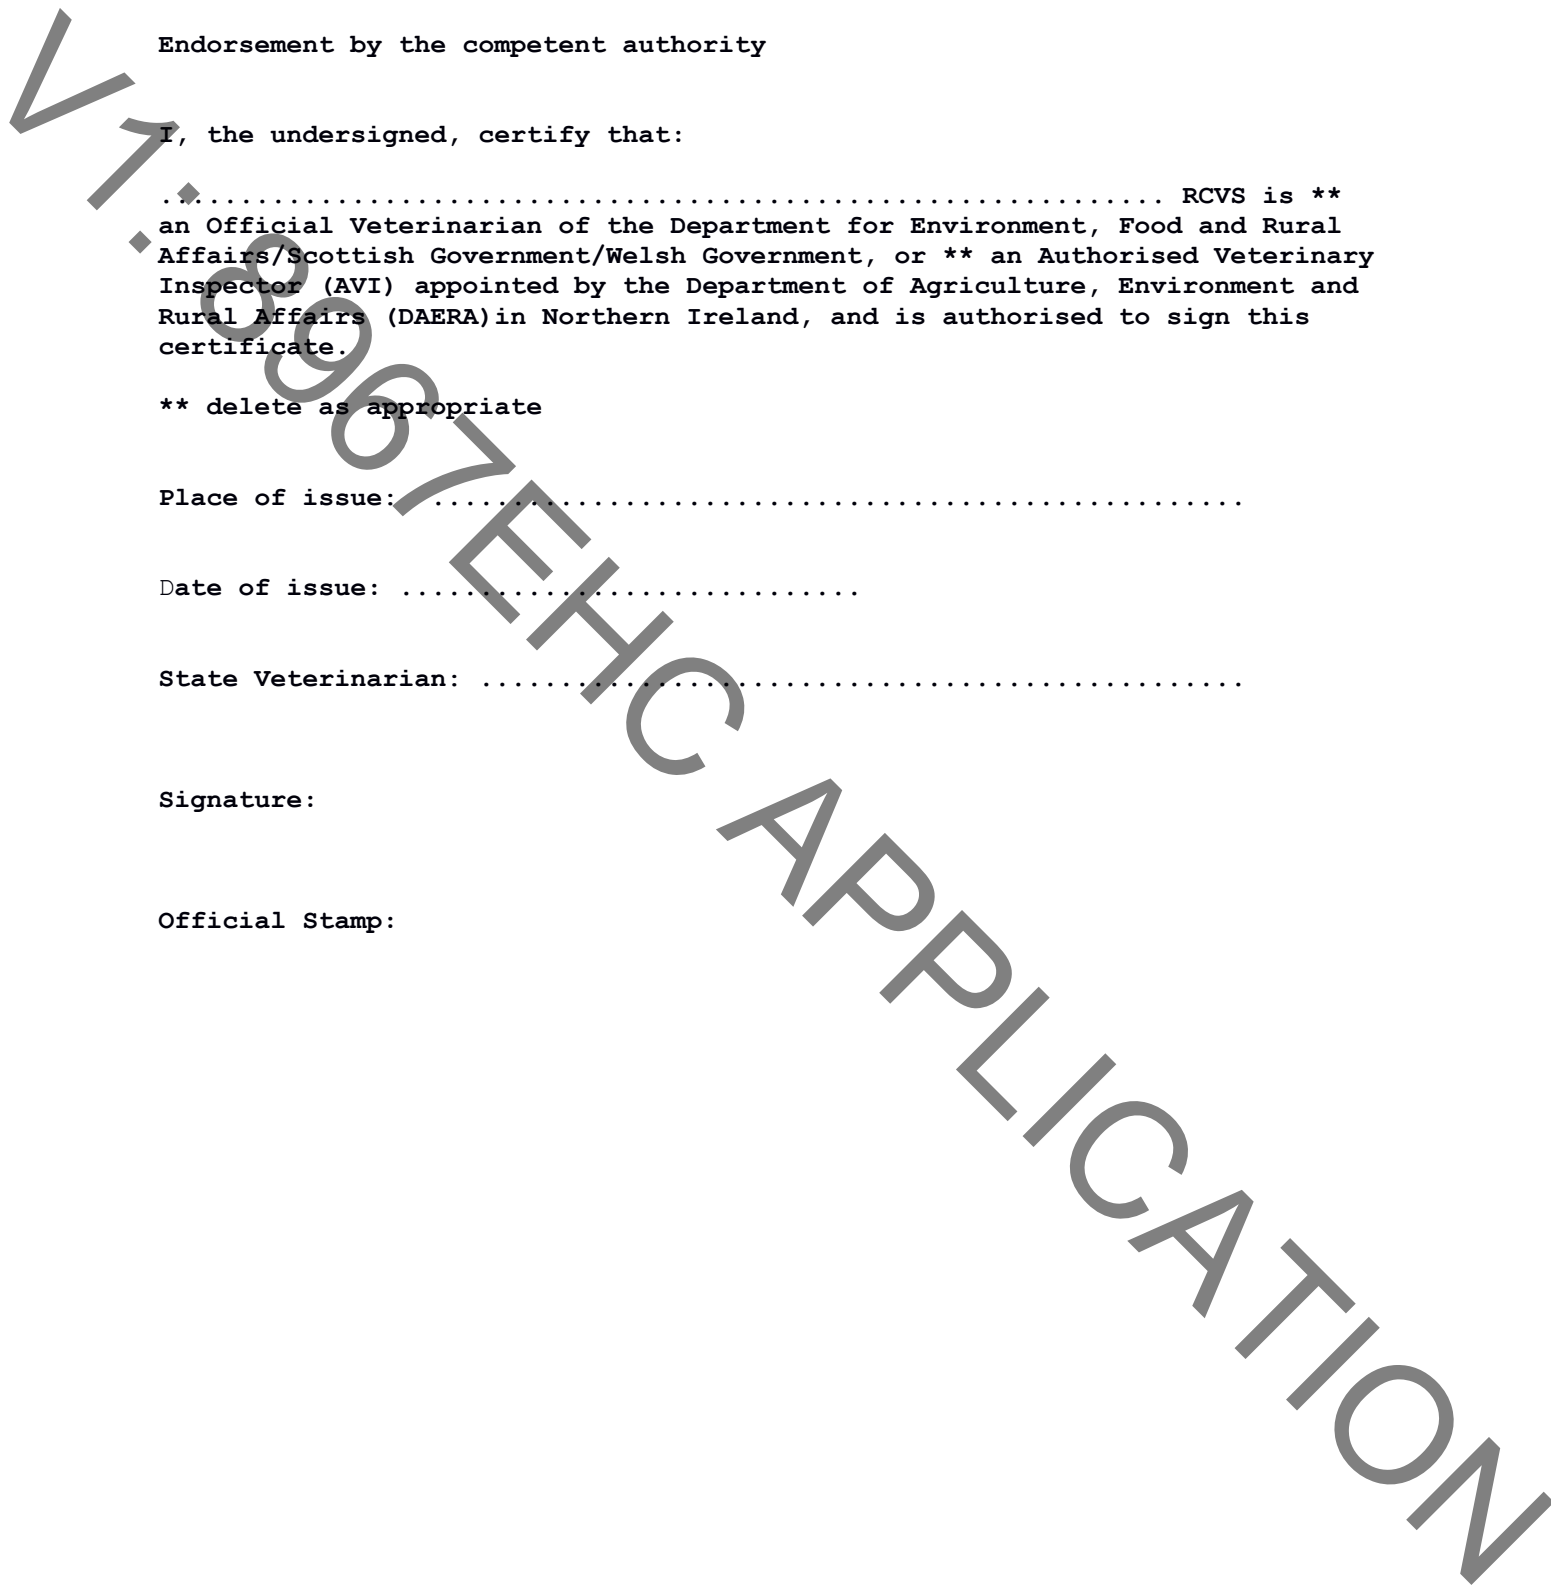 Endorsement by the competent authority
I, the undersigned, certify that:
.............................................................. RCVS is **
an Official Veterinarian of the Department for Environment, Food and Rural
Affairs/Scottish Government/Welsh Government, or ** an Authorised Veterinary
Inspector (AVI) appointed by the Department of Agriculture, Environment and
Rural Affairs (DAERA)in Northern Ireland, and is authorised to sign this
certificate.
** delete as appropriate
Place of issue: ...................................................
Date of issue: .............................
State Veterinarian: ................................................
Signature:
Official Stamp:
V1: 8967EHC APPLICATION